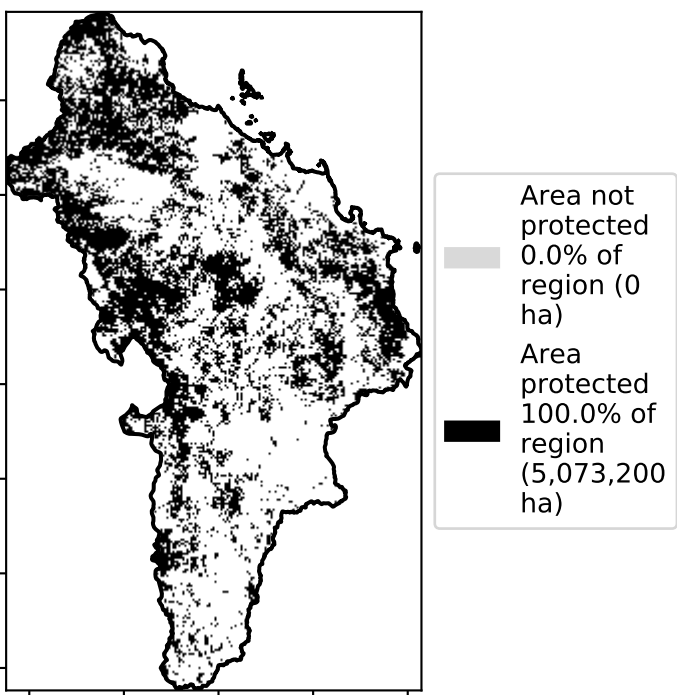 Area not
protected
0.0% of
region (0
ha)
Area
protected
100.0% of
region
(5,073,200
ha)